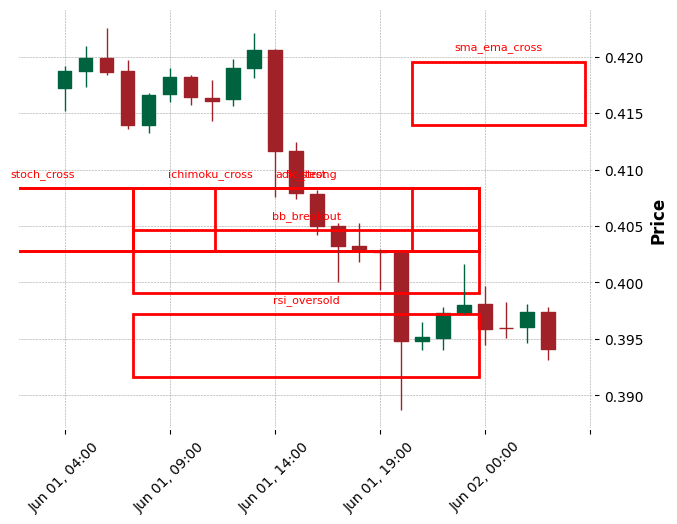 sma_ema_cross
0.420
0.415
0.410
stoch_cross
ichimoku_cross
bb_breakout
0.405
0.400
rsi_oversold
0.395
0.390
Price
Jun 01, 04:00
Jun 01, 09:00
Jun 01, 14:00
Jun 01, 19:00
Jun 02, 00:00